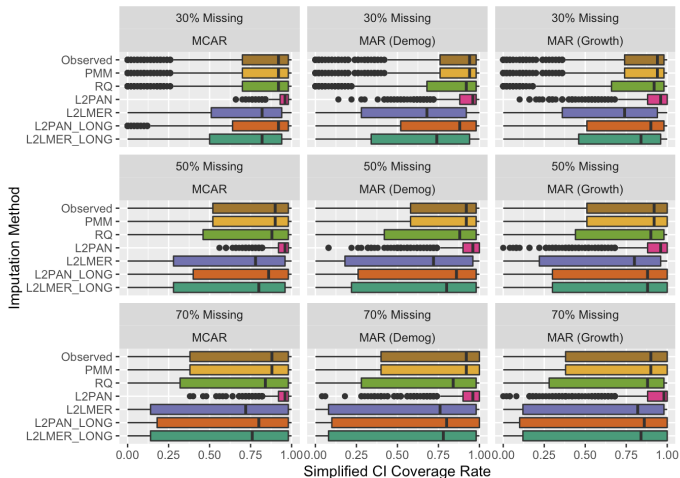 30% Missing
30% Missing
30% Missing
MCAR
MAR (Demog)
MAR (Growth)
Observed
PMM
RQ
L2PAN
L2LMER
L2PAN_LONG
L2LMER_LONG
50% Missing
50% Missing
50% Missing
MCAR
MAR (Demog)
MAR (Growth)
Observed
PMM
RQ
L2PAN
L2LMER
L2PAN_LONG
L2LMER_LONG
Imputation Method
70% Missing
70% Missing
70% Missing
MCAR
MAR (Demog)
MAR (Growth)
Observed
PMM
RQ
L2PAN
L2LMER
L2PAN_LONG
L2LMER_LONG
0.00 0.25 0.50 0.75 1.00
0.00 0.25 0.50 0.75 1.00
0.00 0.25 0.50 0.75 1.00
Simplified CI Coverage Rate